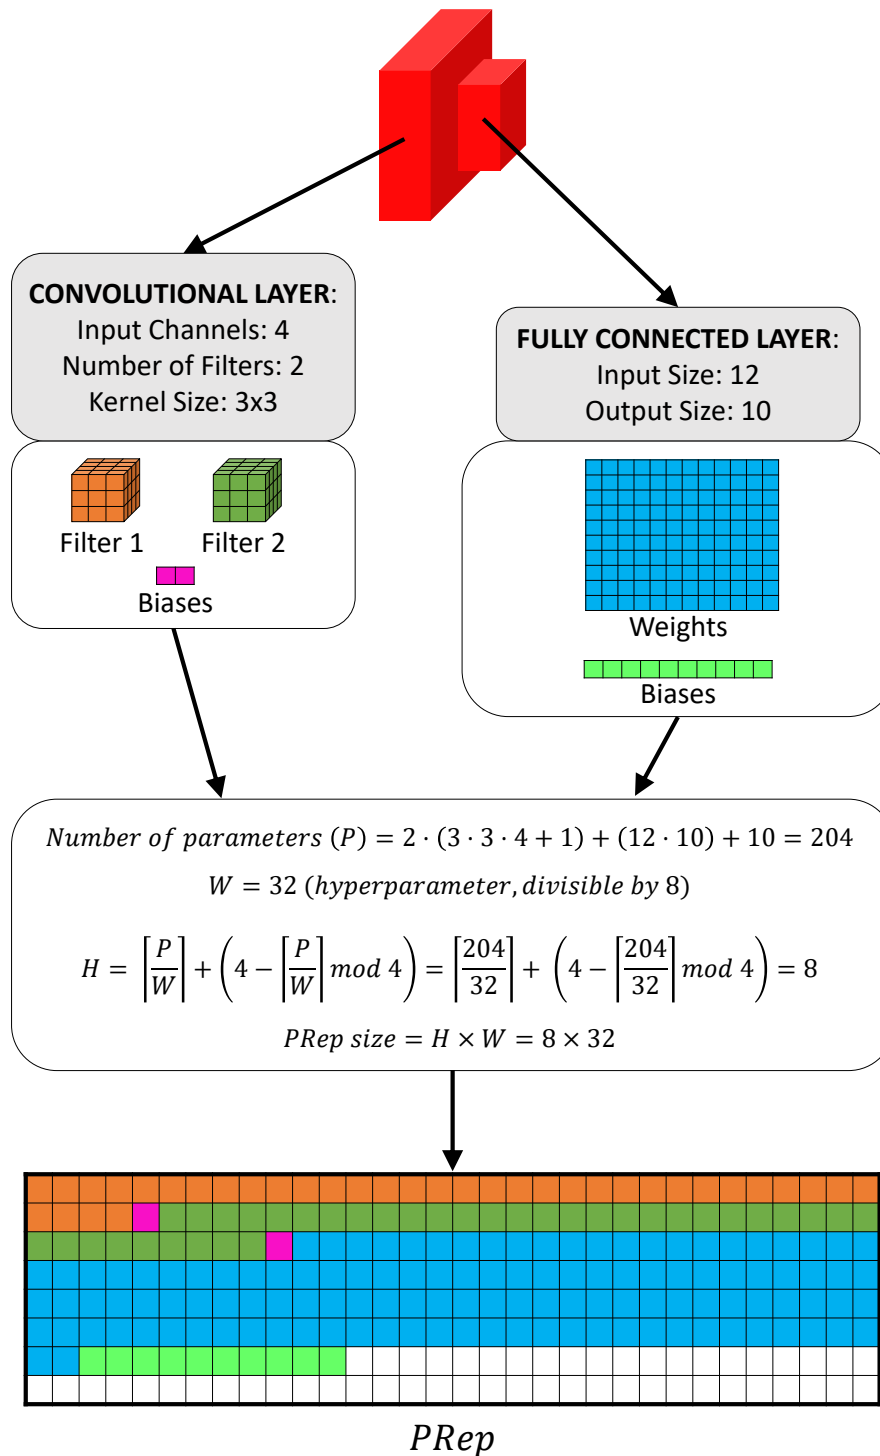 CONVOLUTIONAL LAYER:
Input Channels: 4
Number of Filters: 2
Kernel Size: 3x3
FULLY CONNECTED LAYER:
Input Size: 12
Output Size: 10
Filter 1
Filter 2
Biases
Weights
Biases
Number of parameters (P) = 2 · (3 · 3 · 4 + 1) + (12 · 10) + 10 = 204
W = 32 (hyperparameter, divisible by 8)
H = ⌈P/W⌉ + (4 − ⌈P/W⌉ mod 4) = ⌈204/32⌉ + (4 − ⌈204/32⌉ mod 4) = 8
PRep size = H × W = 8 × 32
PRep